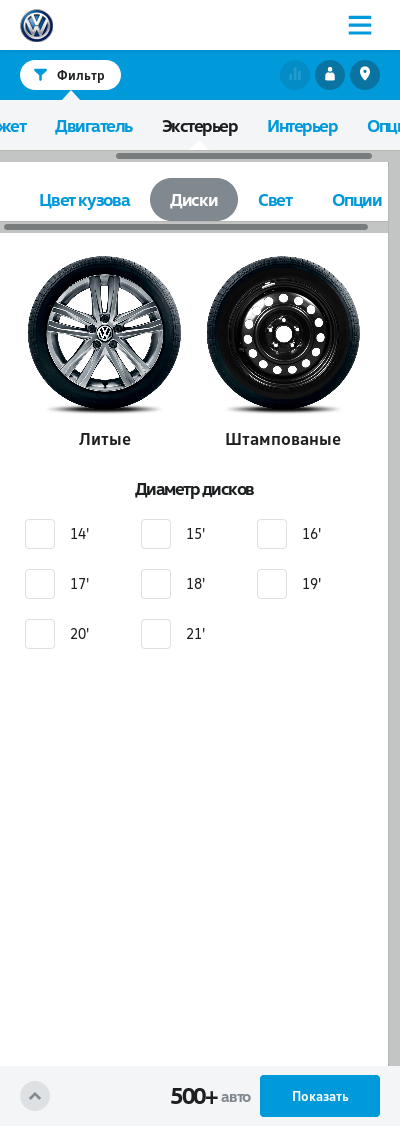 Фильтр
жет Двигатель Экстерьер Интерьер Опц
Цвет кузова Диски Свет Опции
Литые Штампованые
Диаметр дисков
14' 15' 16'
17' 18' 19'
20' 21'
500+ авто Показать